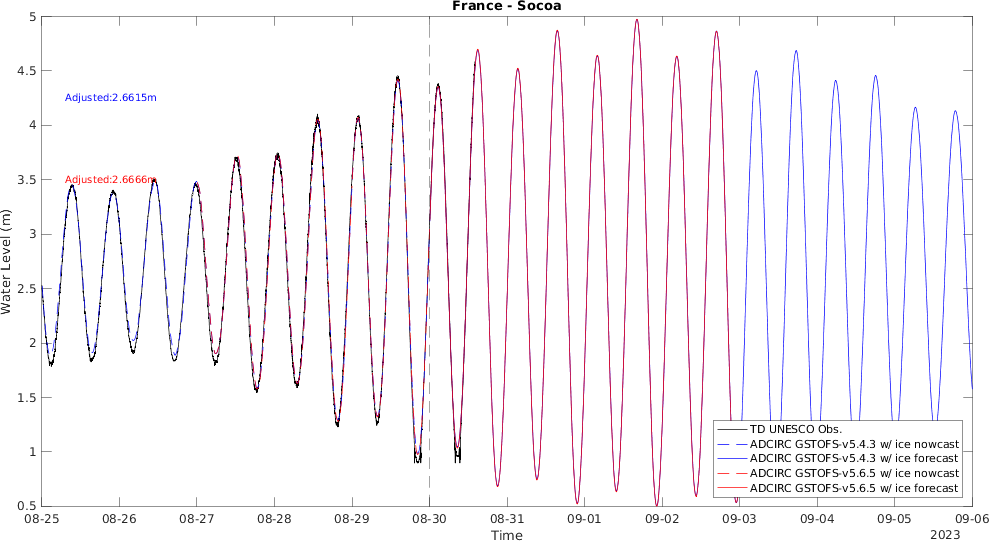 France - Socoa
5
4.5
4
3.5
3
2.5
2
1.5
1
0.5
Water Level (m)
Adjusted:2.6615m
Adjusted:2.6666m
TD UNESCO Obs.
ADCIRC GSTOFS-v5.4.3 w/ ice nowcast
ADCIRC GSTOFS-v5.4.3 w/ ice forecast
ADCIRC GSTOFS-v5.6.5 w/ ice nowcast
ADCIRC GSTOFS-v5.6.5 w/ ice forecast
08-25 08-26 08-27 08-28 08-29 08-30 08-31 09-01 09-02 09-03 09-04 09-05 09-06
Time
2023